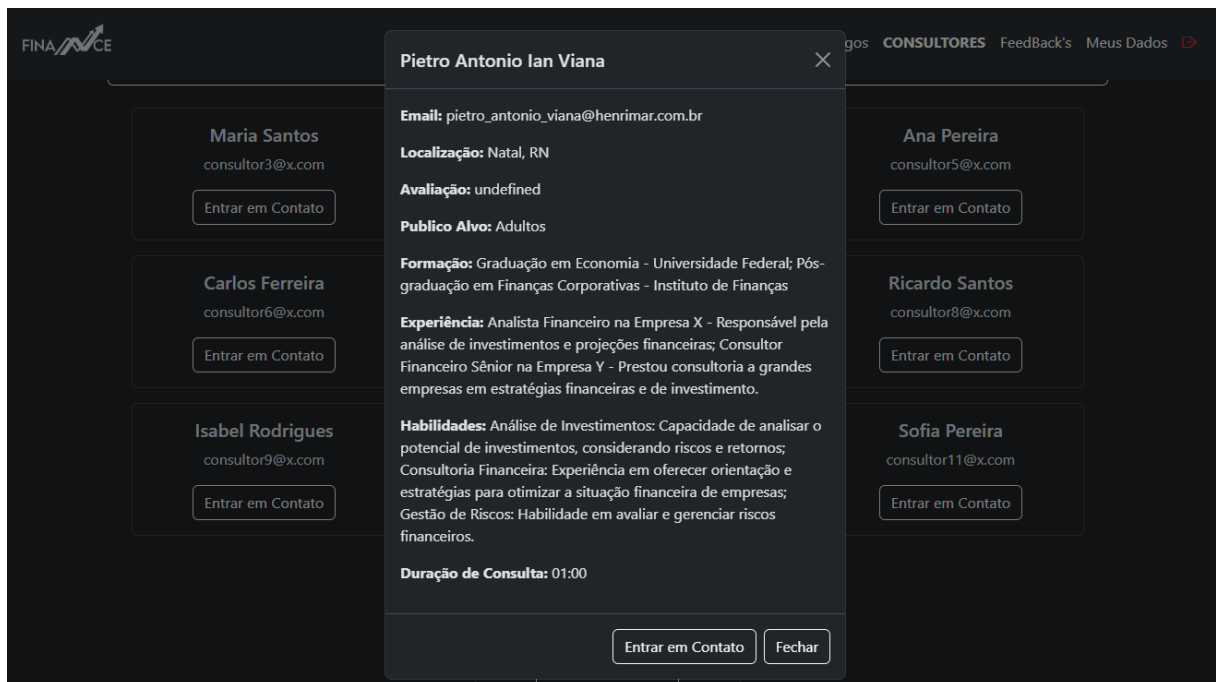 FINANCE
gos CONSULTORES FeedBack's Meus Dados
Pietro Antonio Ian Viana
Email: pietro_antonio_viana@henrimar.com.br
Localização: Natal, RN
Avaliação: undefined
Publico Alvo: Adultos
Formação: Graduação em Economia - Universidade Federal; Pós-
graduação em Finanças Corporativas - Instituto de Finanças
Experiência: Analista Financeiro na Empresa X - Responsável pela
análise de investimentos e projeções financeiras; Consultor
Financeiro Sênior na Empresa Y - Prestou consultoria a grandes
empresas em estratégias financeiras e de investimento.
Habilidades: Análise de Investimentos: Capacidade de analisar o
potencial de investimentos, considerando riscos e retornos;
Consultoria Financeira: Experiência em oferecer orientação e
estratégias para otimizar a situação financeira de empresas;
Gestão de Riscos: Habilidade em avaliar e gerenciar riscos
financeiros.
Duração de Consulta: 01:00
Entrar em Contato
Fechar
Maria Santos
consultor3@x.com
Entrar em Contato
Ana Pereira
consultor5@x.com
Entrar em Contato
Carlos Ferreira
consultor6@x.com
Entrar em Contato
Ricardo Santos
consultor8@x.com
Entrar em Contato
Isabel Rodrigues
consultor9@x.com
Entrar em Contato
Sofia Pereira
consultor11@x.com
Entrar em Contato